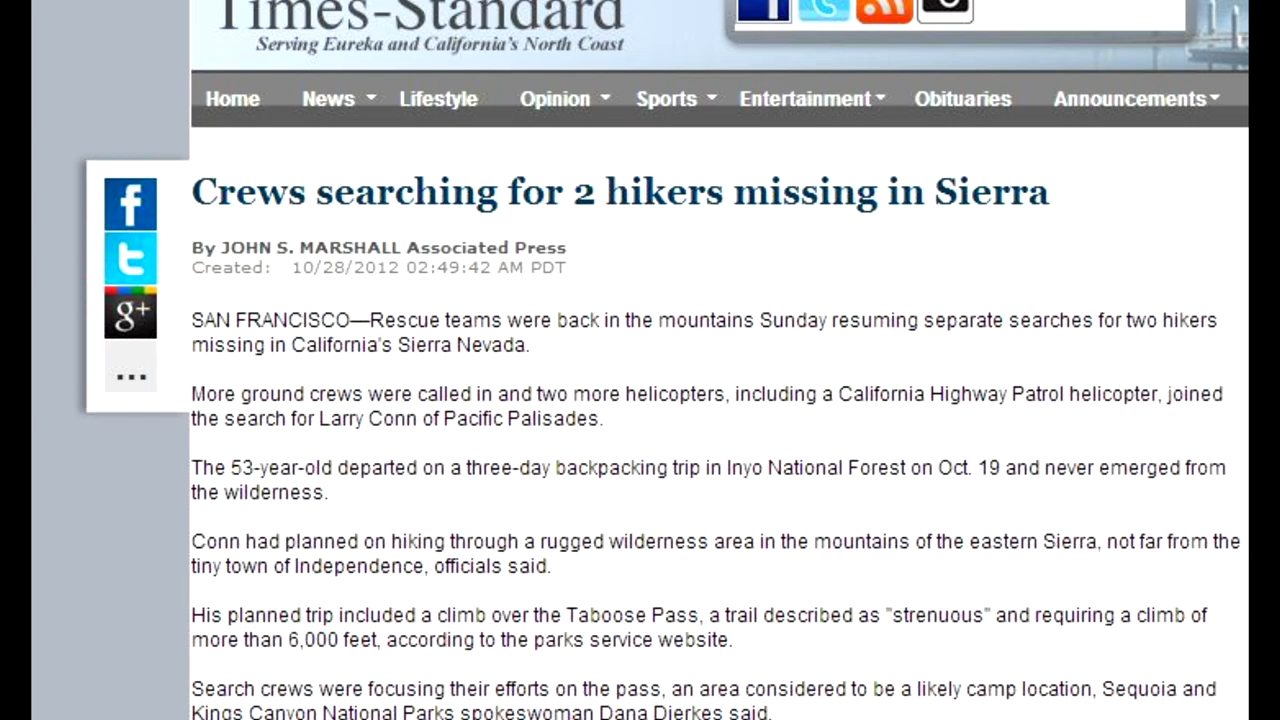 Times-Standard
Serving Eureka and California's North Coast
Home News Lifestyle Opinion Sports Entertainment Obituaries Announcements
Crews searching for 2 hikers missing in Sierra
By JOHN S. MARSHALL Associated Press
Created: 10/28/2012 02:49:42 AM PDT
SAN FRANCISCO—Rescue teams were back in the mountains Sunday resuming separate searches for two hikers
missing in California's Sierra Nevada.
More ground crews were called in and two more helicopters, including a California Highway Patrol helicopter, joined
the search for Larry Conn of Pacific Palisades.
The 53-year-old departed on a three-day backpacking trip in Inyo National Forest on Oct. 19 and never emerged from
the wilderness.
Conn had planned on hiking through a rugged wilderness area in the mountains of the eastern Sierra, not far from the
tiny town of Independence, officials said.
His planned trip included a climb over the Taboose Pass, a trail described as "strenuous" and requiring a climb of
more than 6,000 feet, according to the parks service website.
Search crews were focusing their efforts on the pass, an area considered to be a likely camp location, Sequoia and
Kings Canyon National Parks spokeswoman Dana Dierkes said.